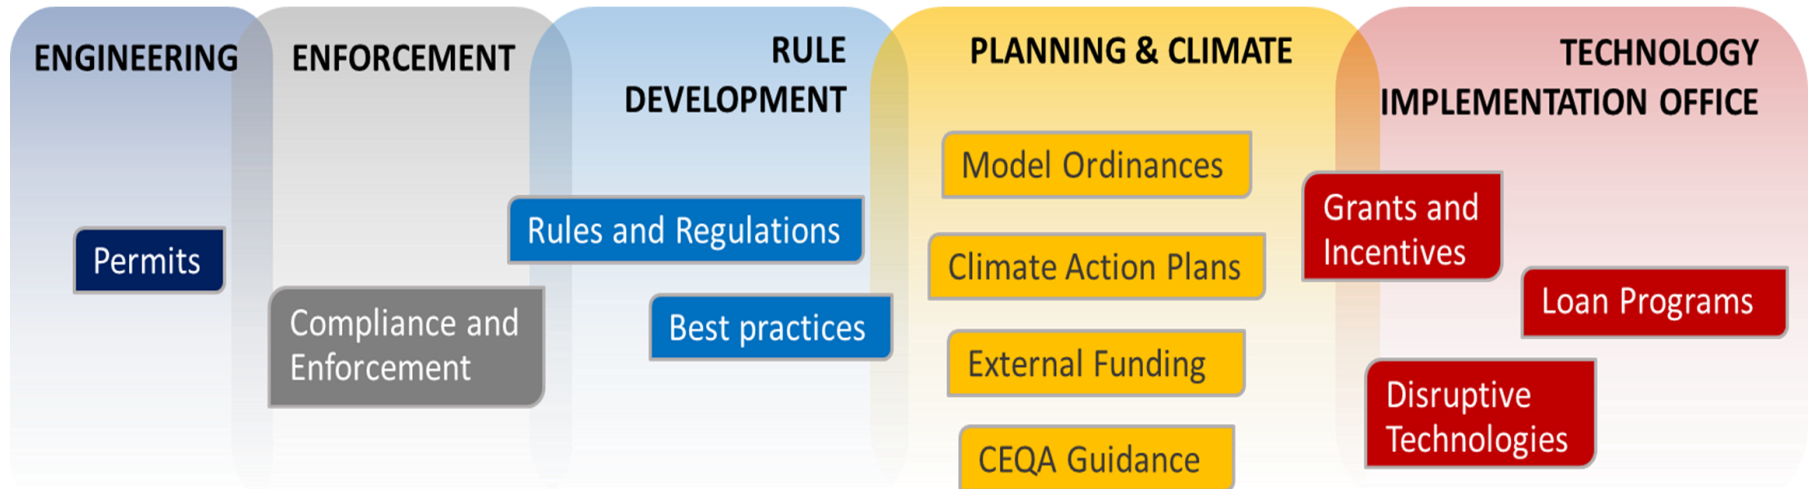 ENGINEERING
ENFORCEMENT
RULE
DEVELOPMENT
PLANNING & CLIMATE
TECHNOLOGY
IMPLEMENTATION OFFICE
Permits
Compliance and
Enforcement
Rules and Regulations
Best practices
Model Ordinances
Climate Action Plans
External Funding
CEQA Guidance
Grants and
Incentives
Loan Programs
Disruptive
Technologies